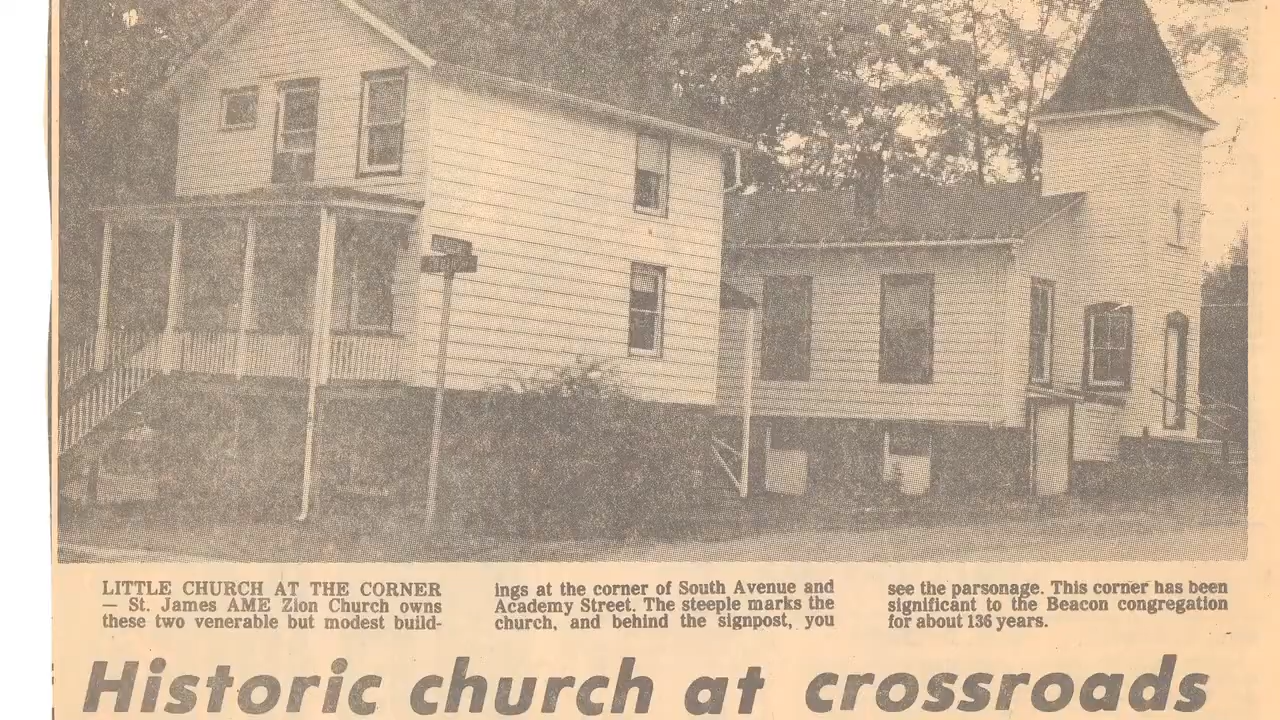 LITTLE CHURCH AT THE CORNER
— St. James AME Zion Church owns
these two venerable but modest build-
ings at the corner of South Avenue and
Academy Street. The steeple marks the
church, and behind the signpost, you
see the parsonage. This corner has been
significant to the Beacon congregation
for about 136 years.
Historic church at crossroads